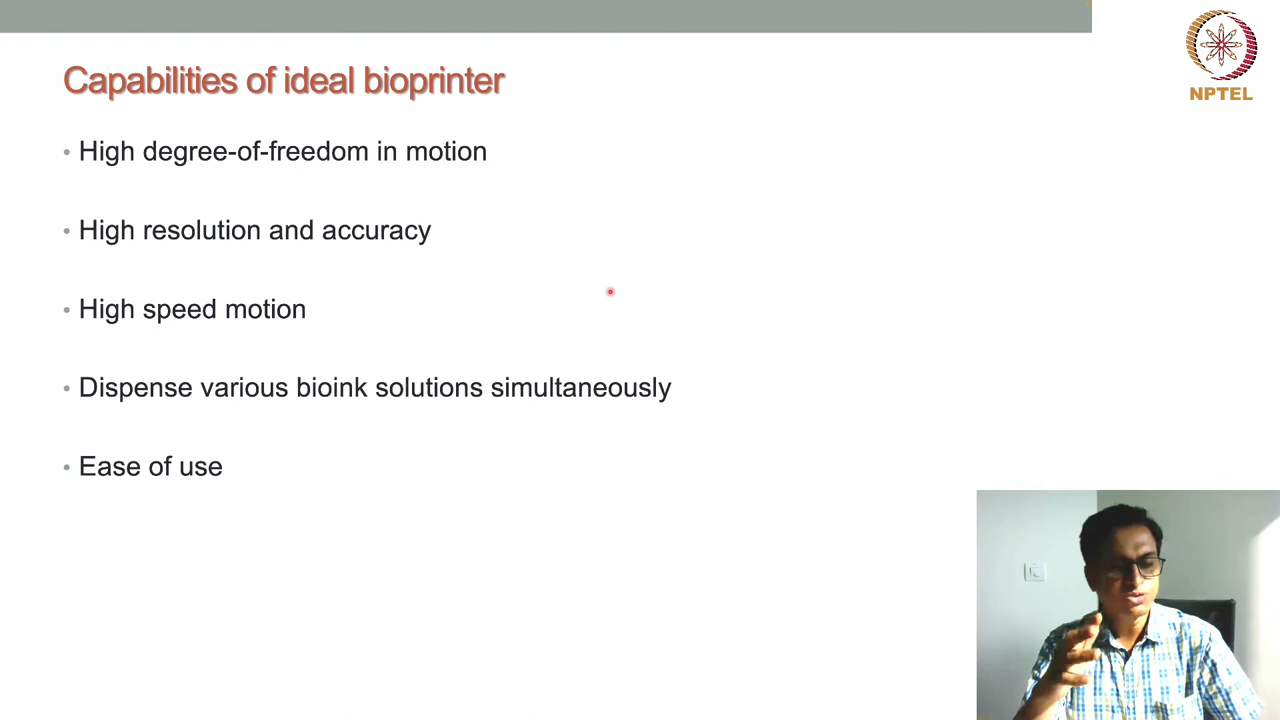 Capabilities of ideal bioprinter
NPTEL
• High degree-of-freedom in motion
• High resolution and accuracy
• High speed motion
• Dispense various bioink solutions simultaneously
• Ease of use